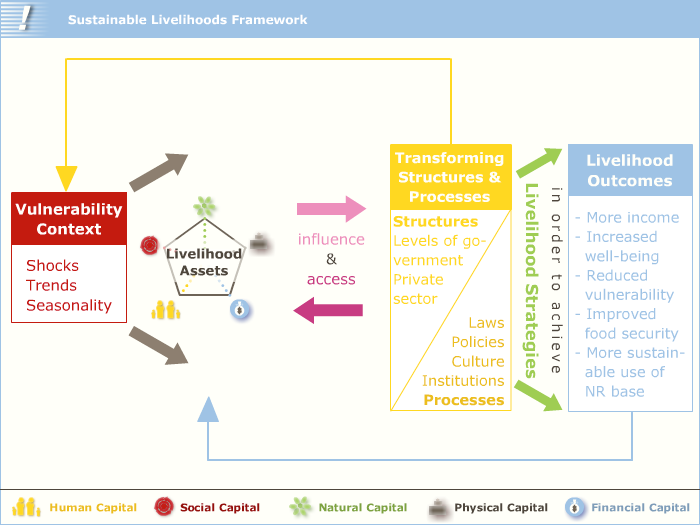 !
Sustainable Livelihoods Framework
Vulnerability
Context
Shocks
Trends
Seasonality
Livelihood
Assets
influence
&
access
Transforming
Structures &
Processes
Structures
Levels of go-
vernment
Private
sector
Laws
Policies
Culture
Institutions
Processes
Livelihood Strategies
in order to achieve
Livelihood
Outcomes
- More income
- Increased
well-being
- Reduced
vulnerability
- Improved
food security
- More sustain-
able use of
NR base
Human Capital
Social Capital
Natural Capital
Physical Capital
Financial Capital